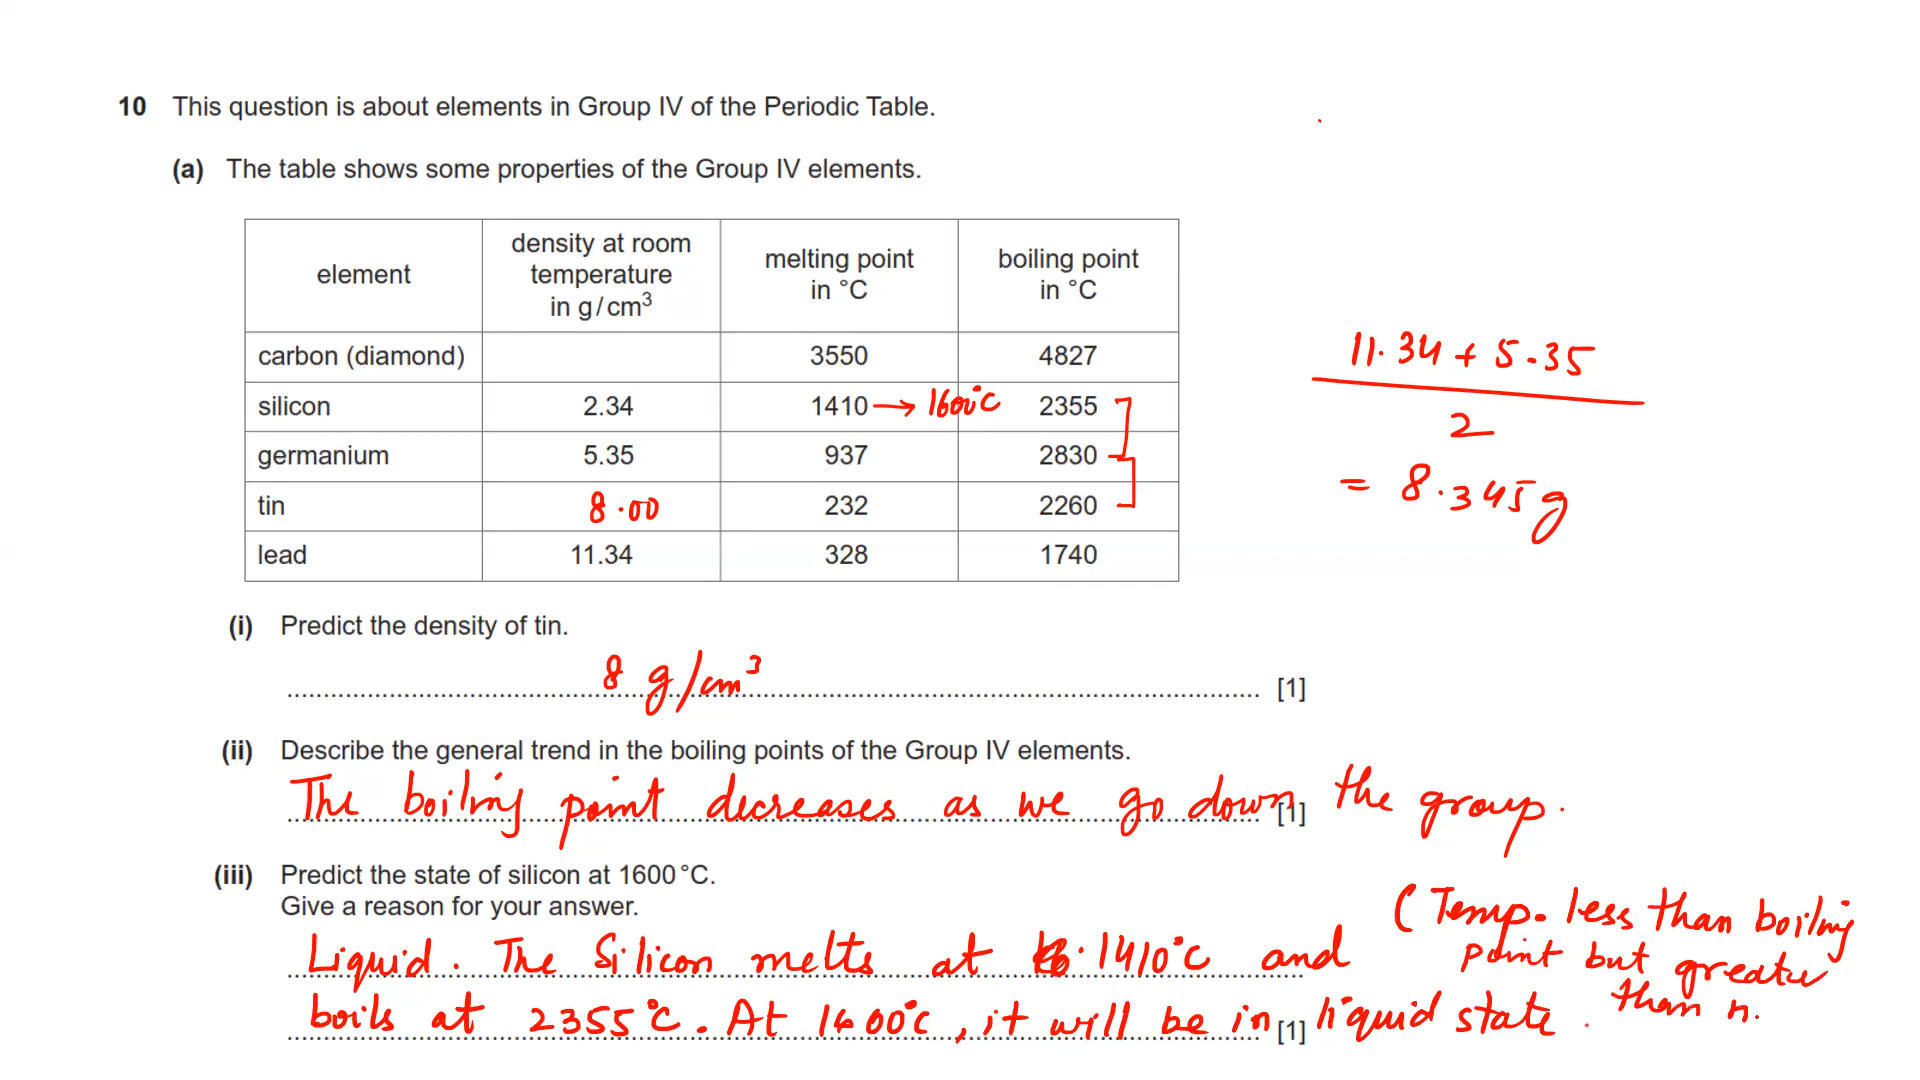 10 This question is about elements in Group IV of the Periodic Table.
(a) The table shows some properties of the Group IV elements.
element density at room temperature in g/cm³ melting point in °C boiling point in °C
carbon (diamond) 3550 4827
silicon 2.34 1410 → 1600°C 2355
germanium 5.35 937 2830
tin 8.00 232 2260
lead 11.34 328 1740
11.34 + 5.35
2
= 8.345g
(i) Predict the density of tin.
8 g/cm³ [1]
(ii) Describe the general trend in the boiling points of the Group IV elements.
The boiling point decreases as we go down the group. [1]
(iii) Predict the state of silicon at 1600 °C.
Give a reason for your answer.
Liquid. The Silicon melts at 1410°C and
boils at 2355°C. At 1600°C, it will be in liquid state. [1]
(Temp. less than boiling
point but greater
than m.